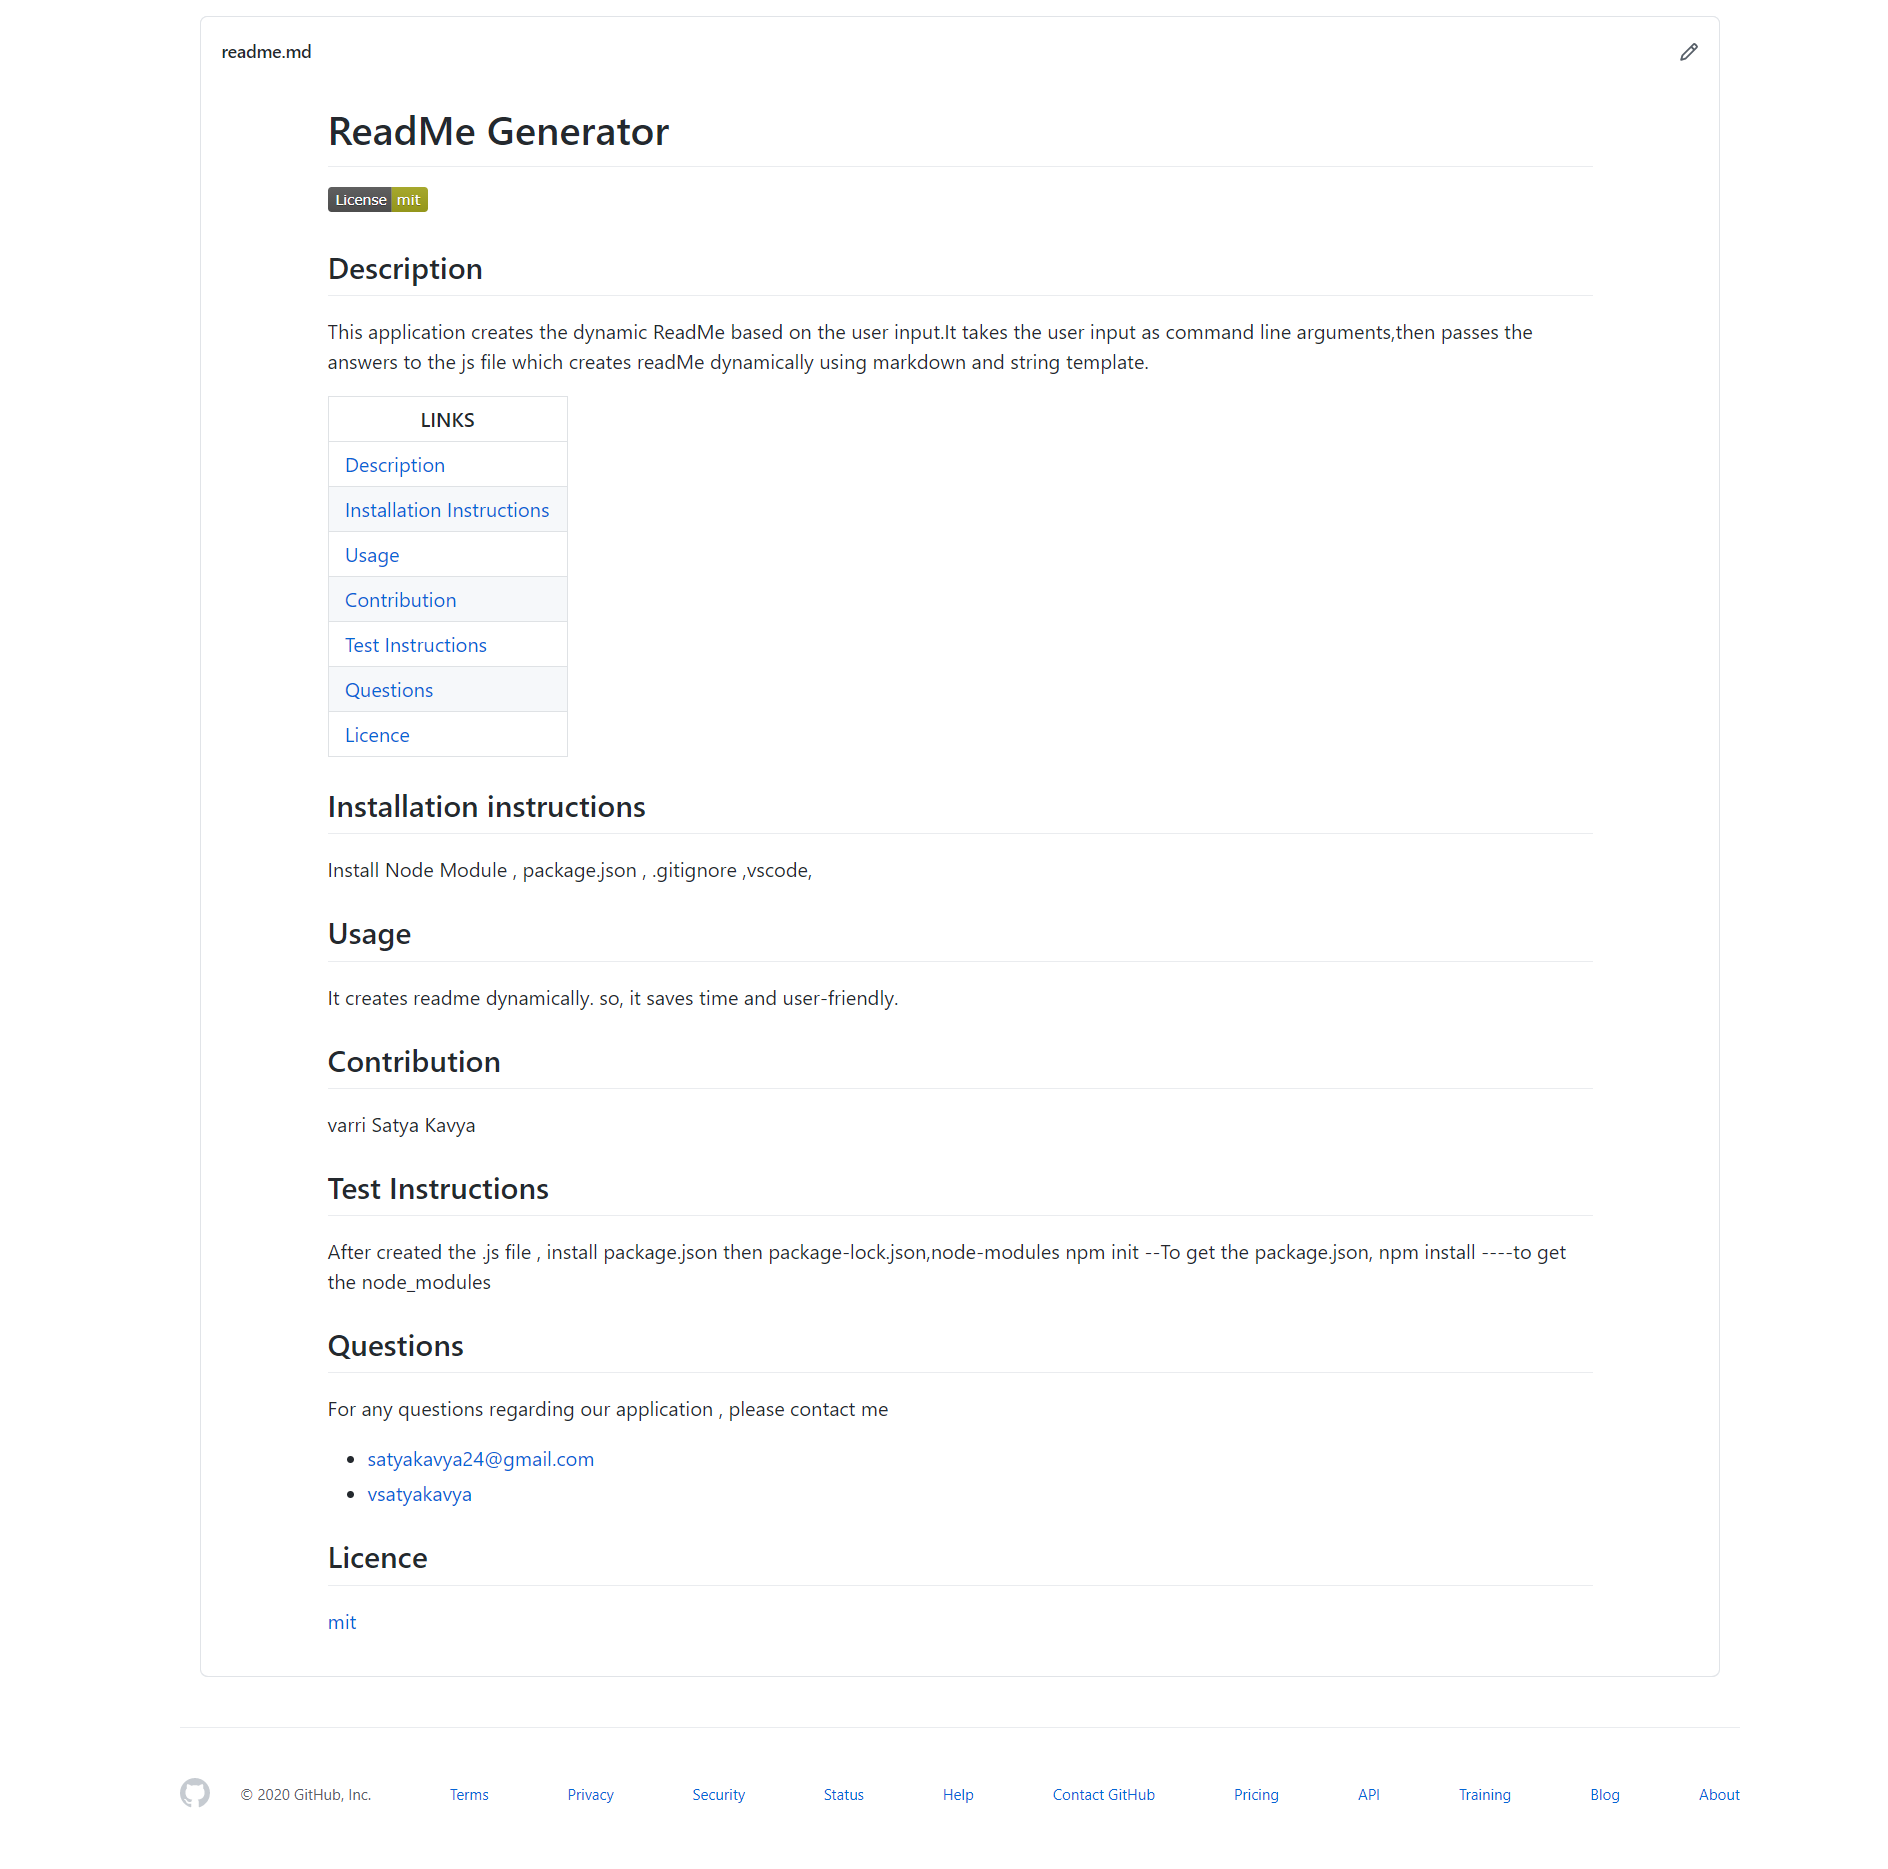 readme.md
ReadMe Generator
License mit
Description
This application creates the dynamic ReadMe based on the user input.It takes the user input as command line arguments,then passes the
answers to the js file which creates readMe dynamically using markdown and string template.
LINKS
Description
Installation Instructions
Usage
Contribution
Test Instructions
Questions
Licence
Installation instructions
Install Node Module , package.json , .gitignore ,vscode,
Usage
It creates readme dynamically. so, it saves time and user-friendly.
Contribution
varri Satya Kavya
Test Instructions
After created the .js file , install package.json then package-lock.json,node-modules npm init --To get the package.json, npm install ----to get
the node_modules
Questions
For any questions regarding our application , please contact me
satyakavya24@gmail.com
vsatyakavya
Licence
mit
© 2020 GitHub, Inc. Terms Privacy Security Status Help Contact GitHub Pricing API Training Blog About